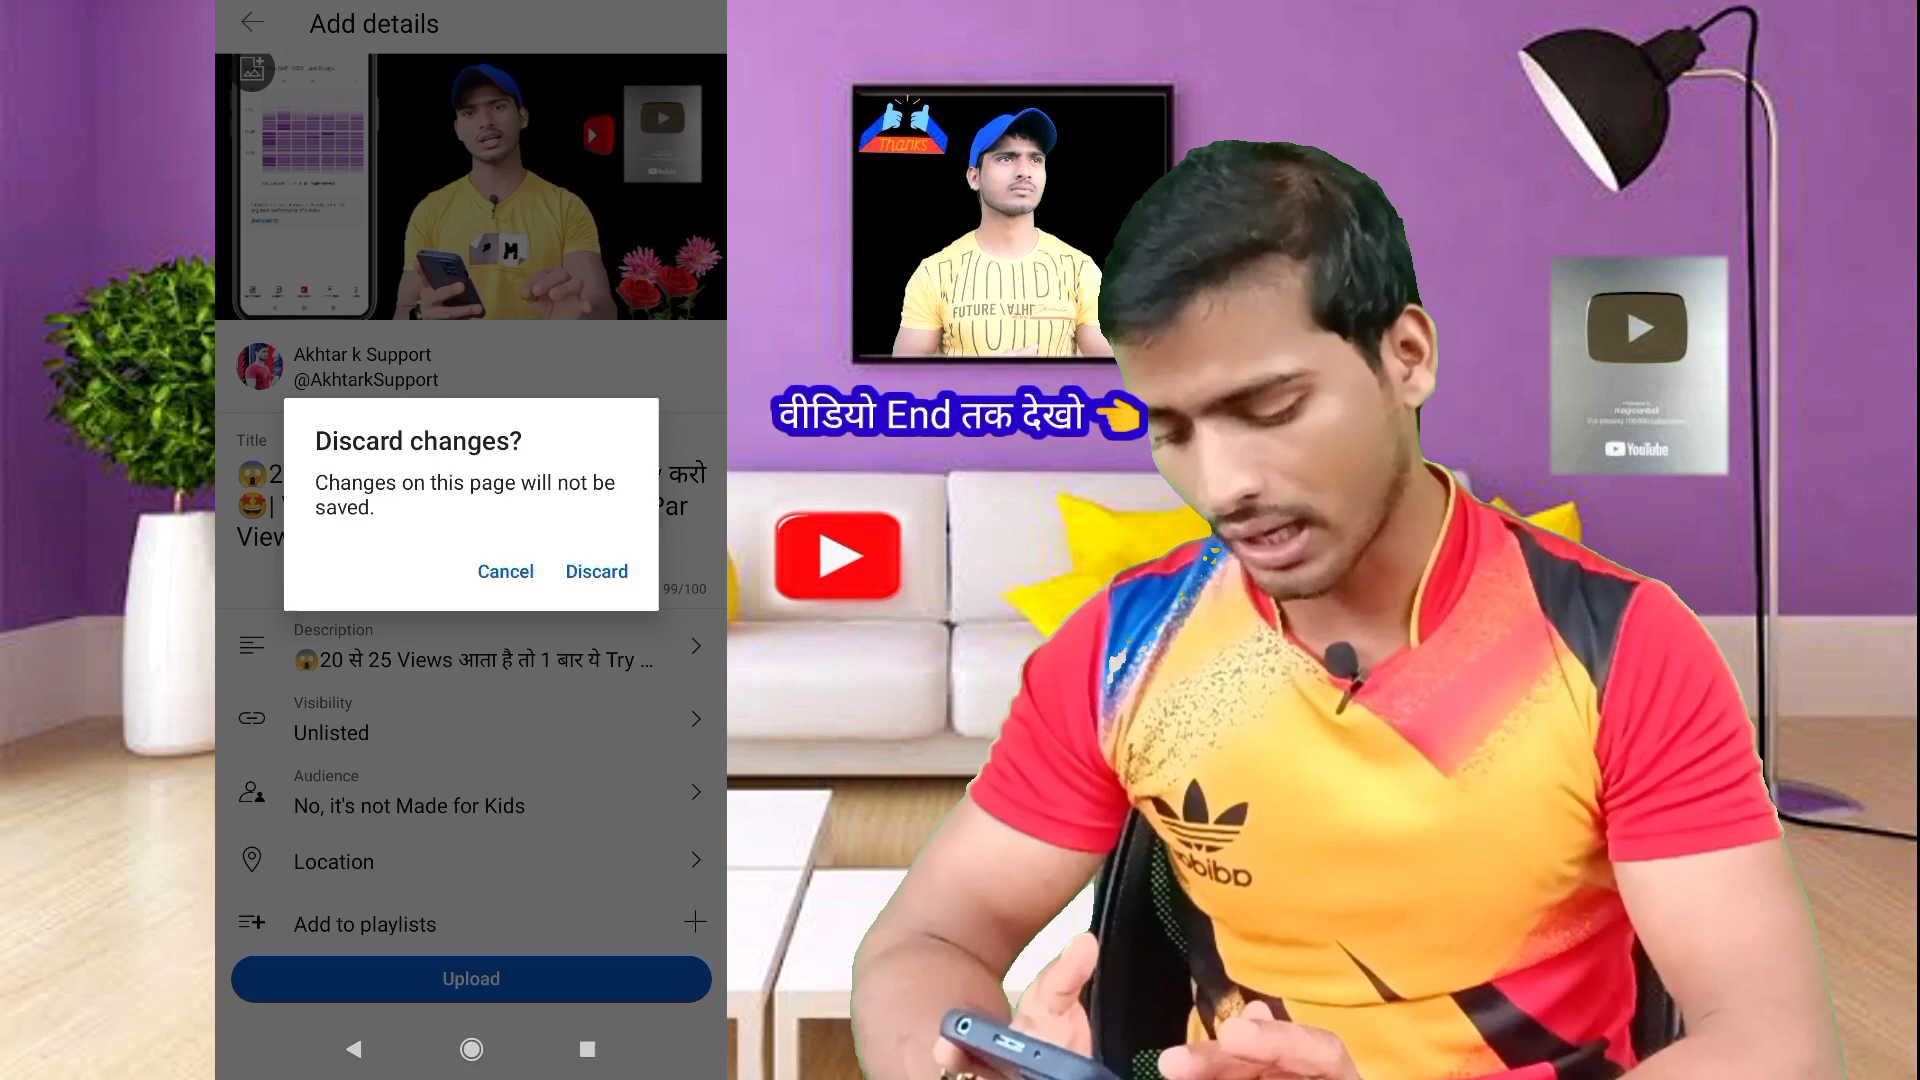 Add details
Akhtar k Support
@AkhtarkSupport
Title
😱2
करो
🤩|
Par
View
99/100
Discard changes?
Changes on this page will not be
saved.
Cancel
Discard
Description
😱20 से 25 Views आता है तो 1 बार ये Try ...
Visibility
Unlisted
Audience
No, it's not Made for Kids
Location
Add to playlists
Upload
Thanks
FUTURE
वीडियो End तक देखो 👈
YouTube